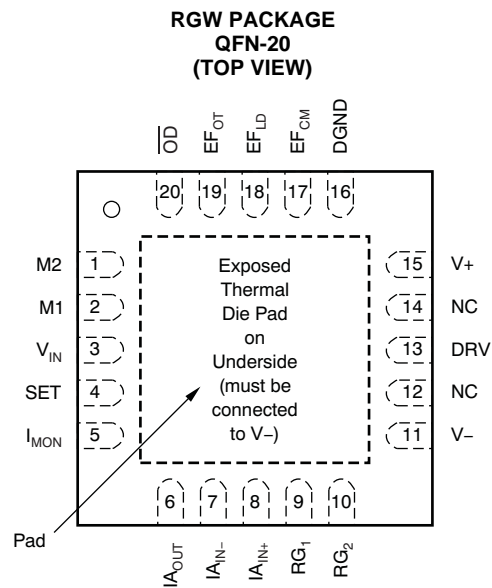 RGW PACKAGE
QFN-20
(TOP VIEW)
OD
EFOT
EFLD
EFCM
DGND
20
19
18
17
16
M2
1
M1
2
VIN
3
SET
4
IMON
5
Exposed
Thermal
Die Pad
on
Underside
(must be
connected
to V−)
15
V+
14
NC
13
DRV
12
NC
11
V−
6
7
8
9
10
Pad
IAOUT
IAIN−
IAIN+
RG1
RG2